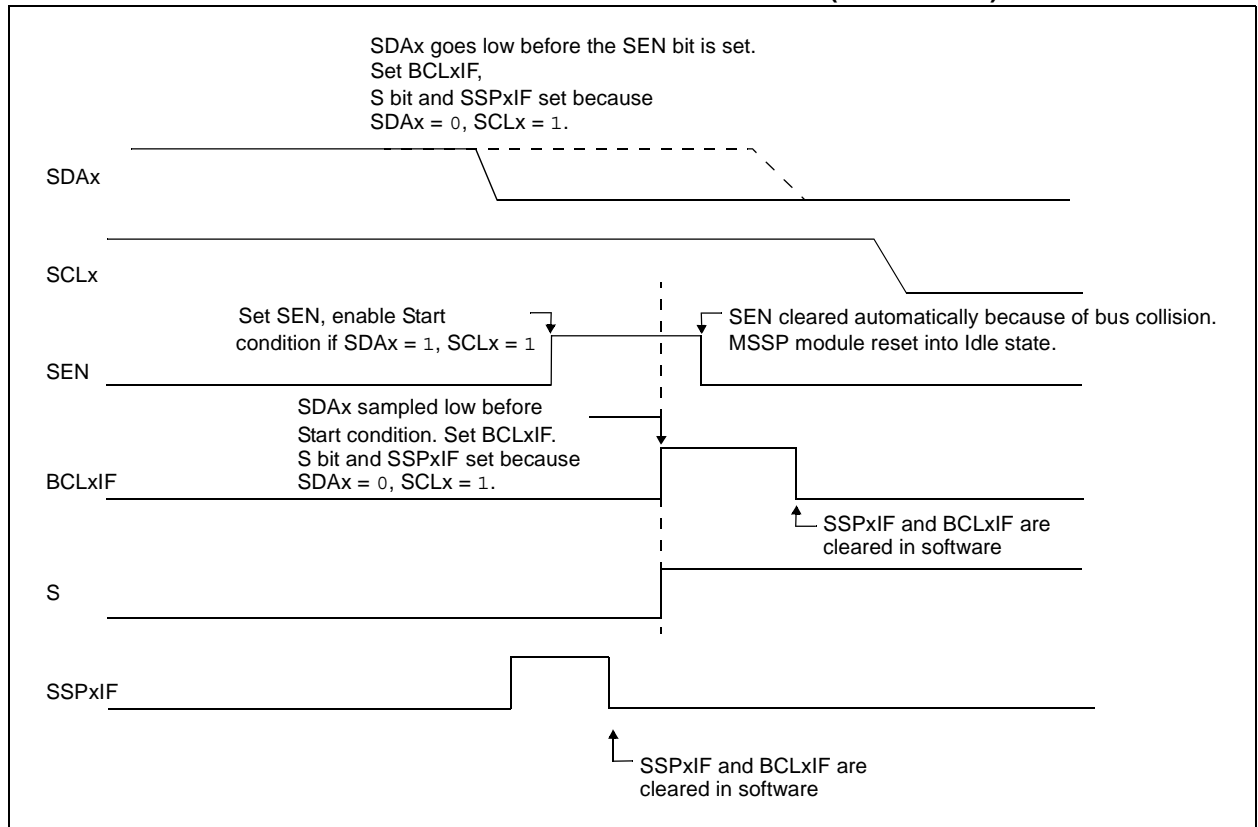 SDAx goes low before the SEN bit is set.
Set BCLxIF,
S bit and SSPxIF set because
SDAx = 0, SCLx = 1.
SDAx
SCLx
Set SEN, enable Start
condition if SDAx = 1, SCLx = 1
SEN cleared automatically because of bus collision.
MSSP module reset into Idle state.
SEN
SDAx sampled low before
Start condition. Set BCLxIF.
S bit and SSPxIF set because
SDAx = 0, SCLx = 1.
BCLxIF
SSPxIF and BCLxIF are
cleared in software
S
SSPxIF
SSPxIF and BCLxIF are
cleared in software